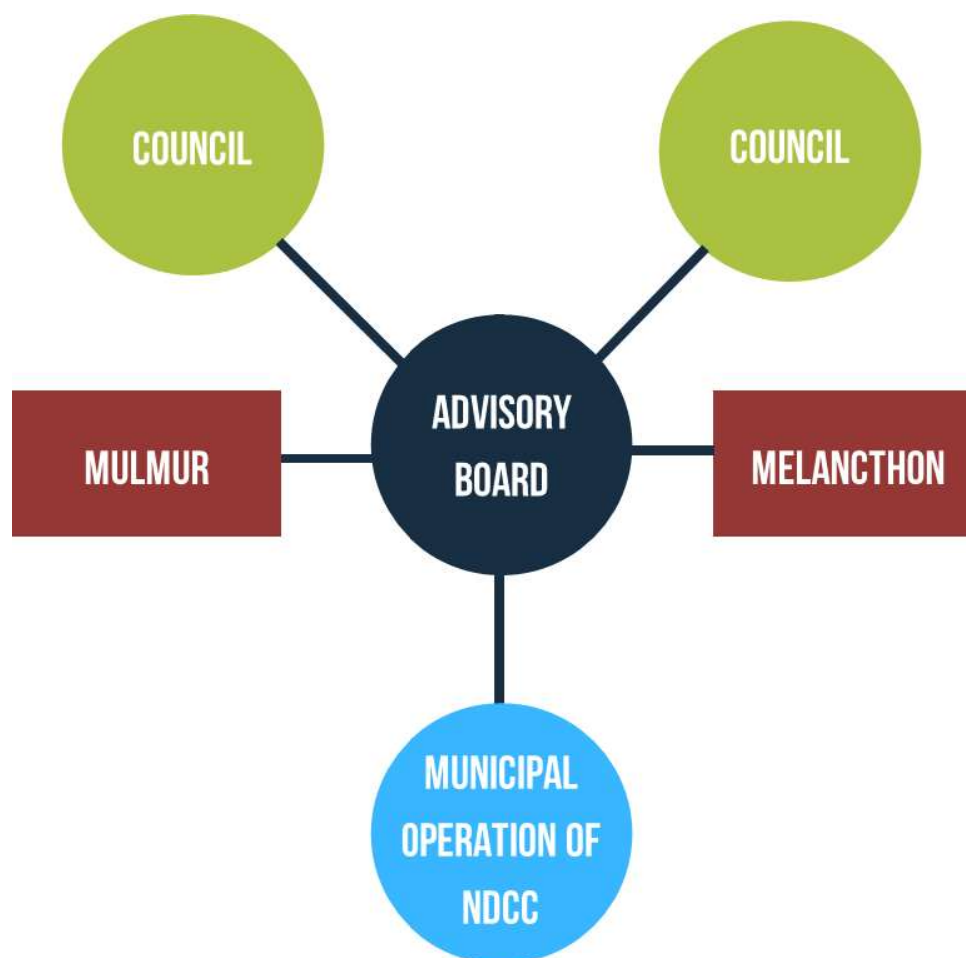 COUNCIL
COUNCIL
ADVISORY
BOARD
MULMUR
MELANCTHON
MUNICIPAL
OPERATION OF
NDCC